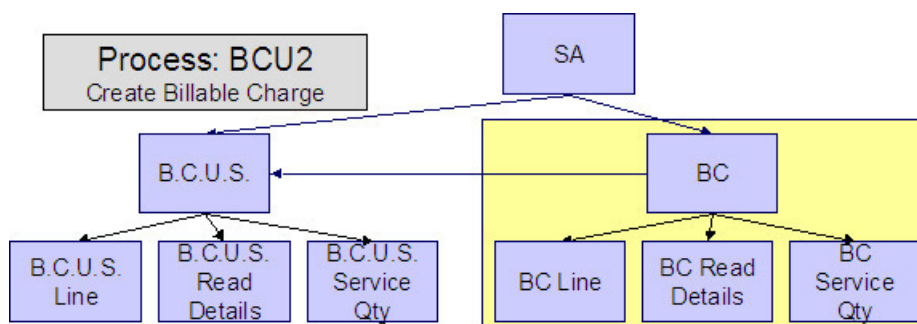 Process: BCU2
Create Billable Charge
SA
B.C.U.S.
BC
B.C.U.S.
Line
B.C.U.S.
Read
Details
B.C.U.S.
Service
Qty
BC Line
BC Read
Details
BC
Service
Qty